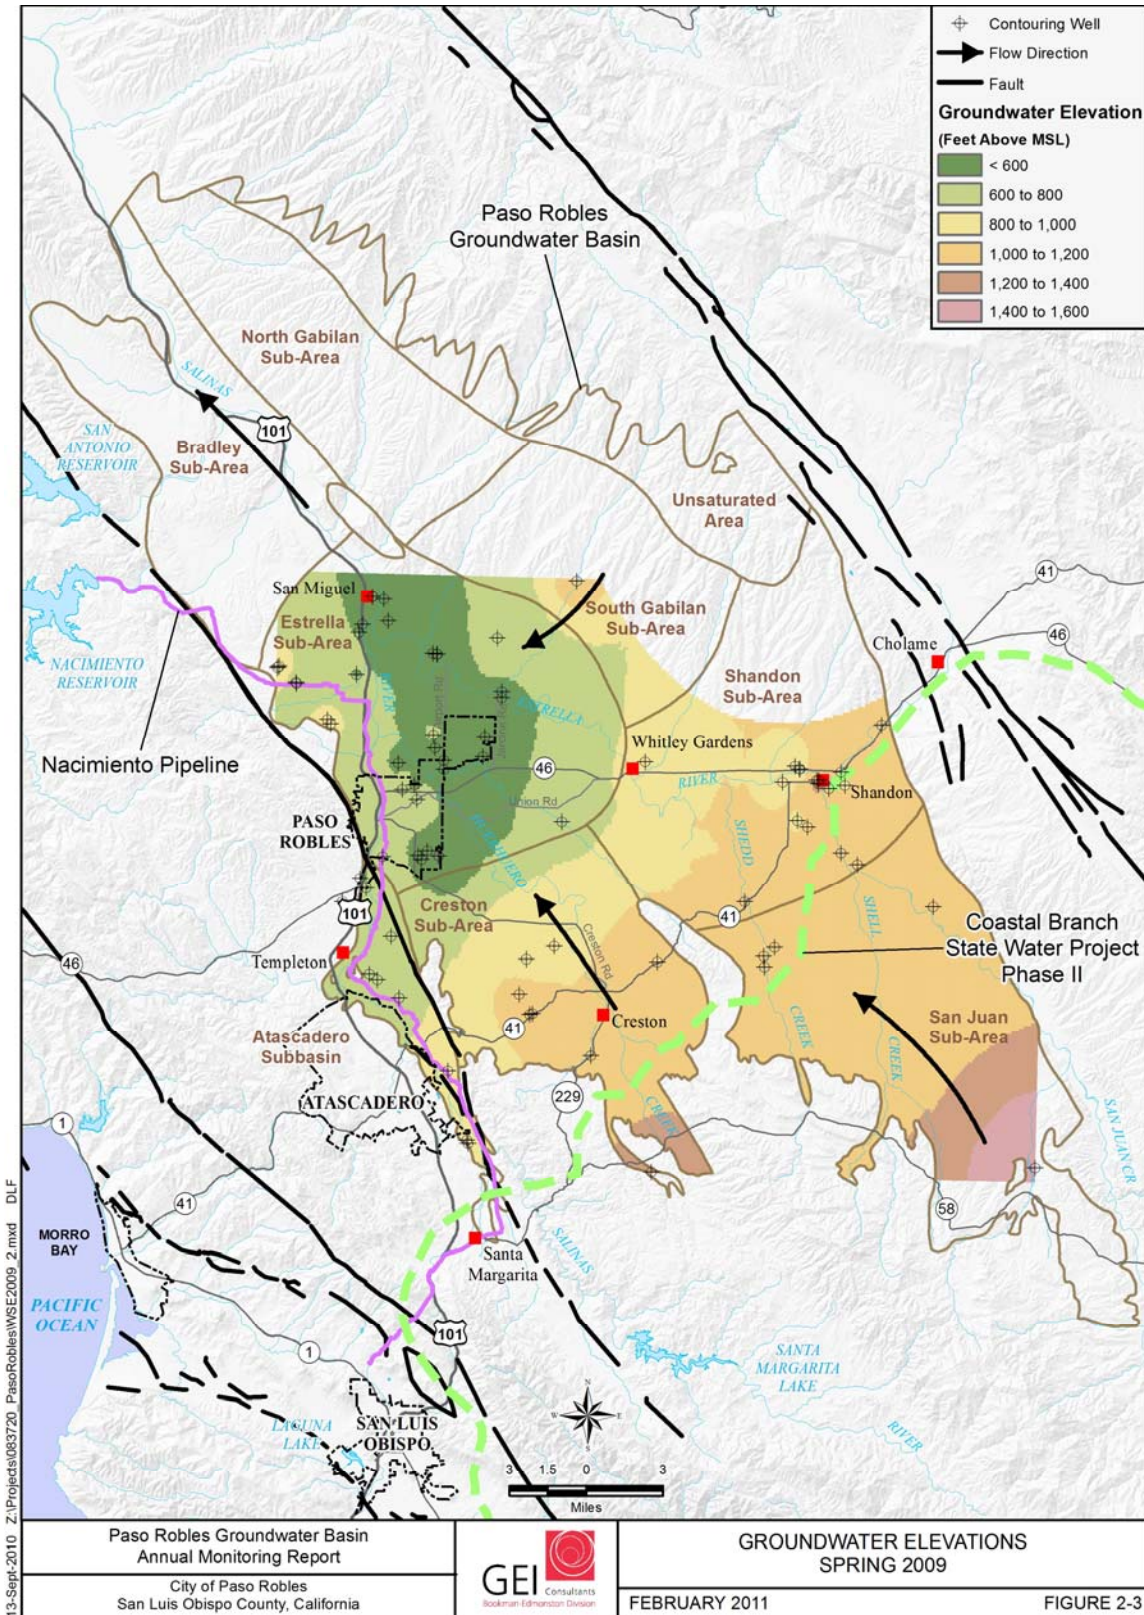 Contouring Well
Flow Direction
Fault
Groundwater Elevation
(Feet Above MSL)
< 600
600 to 800
800 to 1,000
1,000 to 1,200
1,200 to 1,400
1,400 to 1,600
Paso Robles
Groundwater Basin
North Gabilan
Sub-Area
SALINAS
101
SAN
ANTONIO
RESERVOIR
Bradley
Sub-Area
Unsaturated
Area
41
46
San Miguel
Estrella
Sub-Area
South Gabilan
Sub-Area
Cholame
NACIMIENTO
RESERVOIR
RIVER
Shandon
Sub-Area
ESTRELLA
Whitley Gardens
Nacimiento Pipeline
46
RIVER
Shandon
Union Rd
PASO
ROBLES
HUERHUERO
SHEDD
101
Creston
Sub-Area
41
SHELL
Coastal Branch
State Water Project
Phase II
46
Templeton
Creston Rd
41
Creston
CREEK
San Juan
Sub-Area
Atascadero
Subbasin
CREEK
229
ATASCADERO
CREEK
SAN JUAN CR
1
41
58
MORRO
BAY
Santa
Margarita
SALINAS
PACIFIC
OCEAN
101
1
SANTA
MARGARITA
LAKE
N
W
E
S
LAGUNA
LAKE
SAN LUIS
OBISPO
RIVER
3 1.5 0 3
Miles
13-Sept-2010 Z:\Projects\083720_PasoRobles\WSE2009_2.mxd DLF
Paso Robles Groundwater Basin
Annual Monitoring Report
City of Paso Robles
San Luis Obispo County, California
GEI Consultants
Bookman-Edmonston Division
GROUNDWATER ELEVATIONS
SPRING 2009
FEBRUARY 2011
FIGURE 2-3